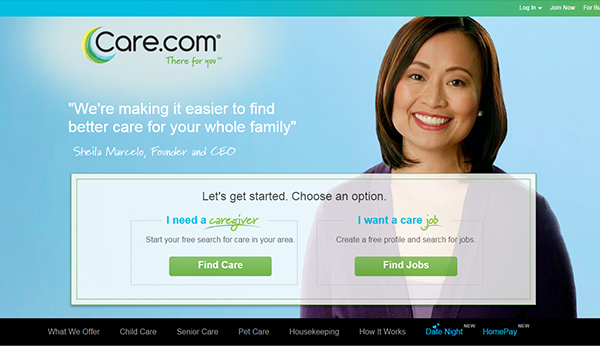 Log In Join Now For Bu
Care.com®
There for you™
"We're making it easier to find
better care for your whole family"
Sheila Marcelo, Founder and CEO
Let's get started. Choose an option.
I need a caregiver
Start your free search for care in your area.
Find Care
I want a care job
Create a free profile and search for jobs.
Find Jobs
What We Offer Child Care Senior Care Pet Care Housekeeping How It Works Date Night NEW HomePay NEW